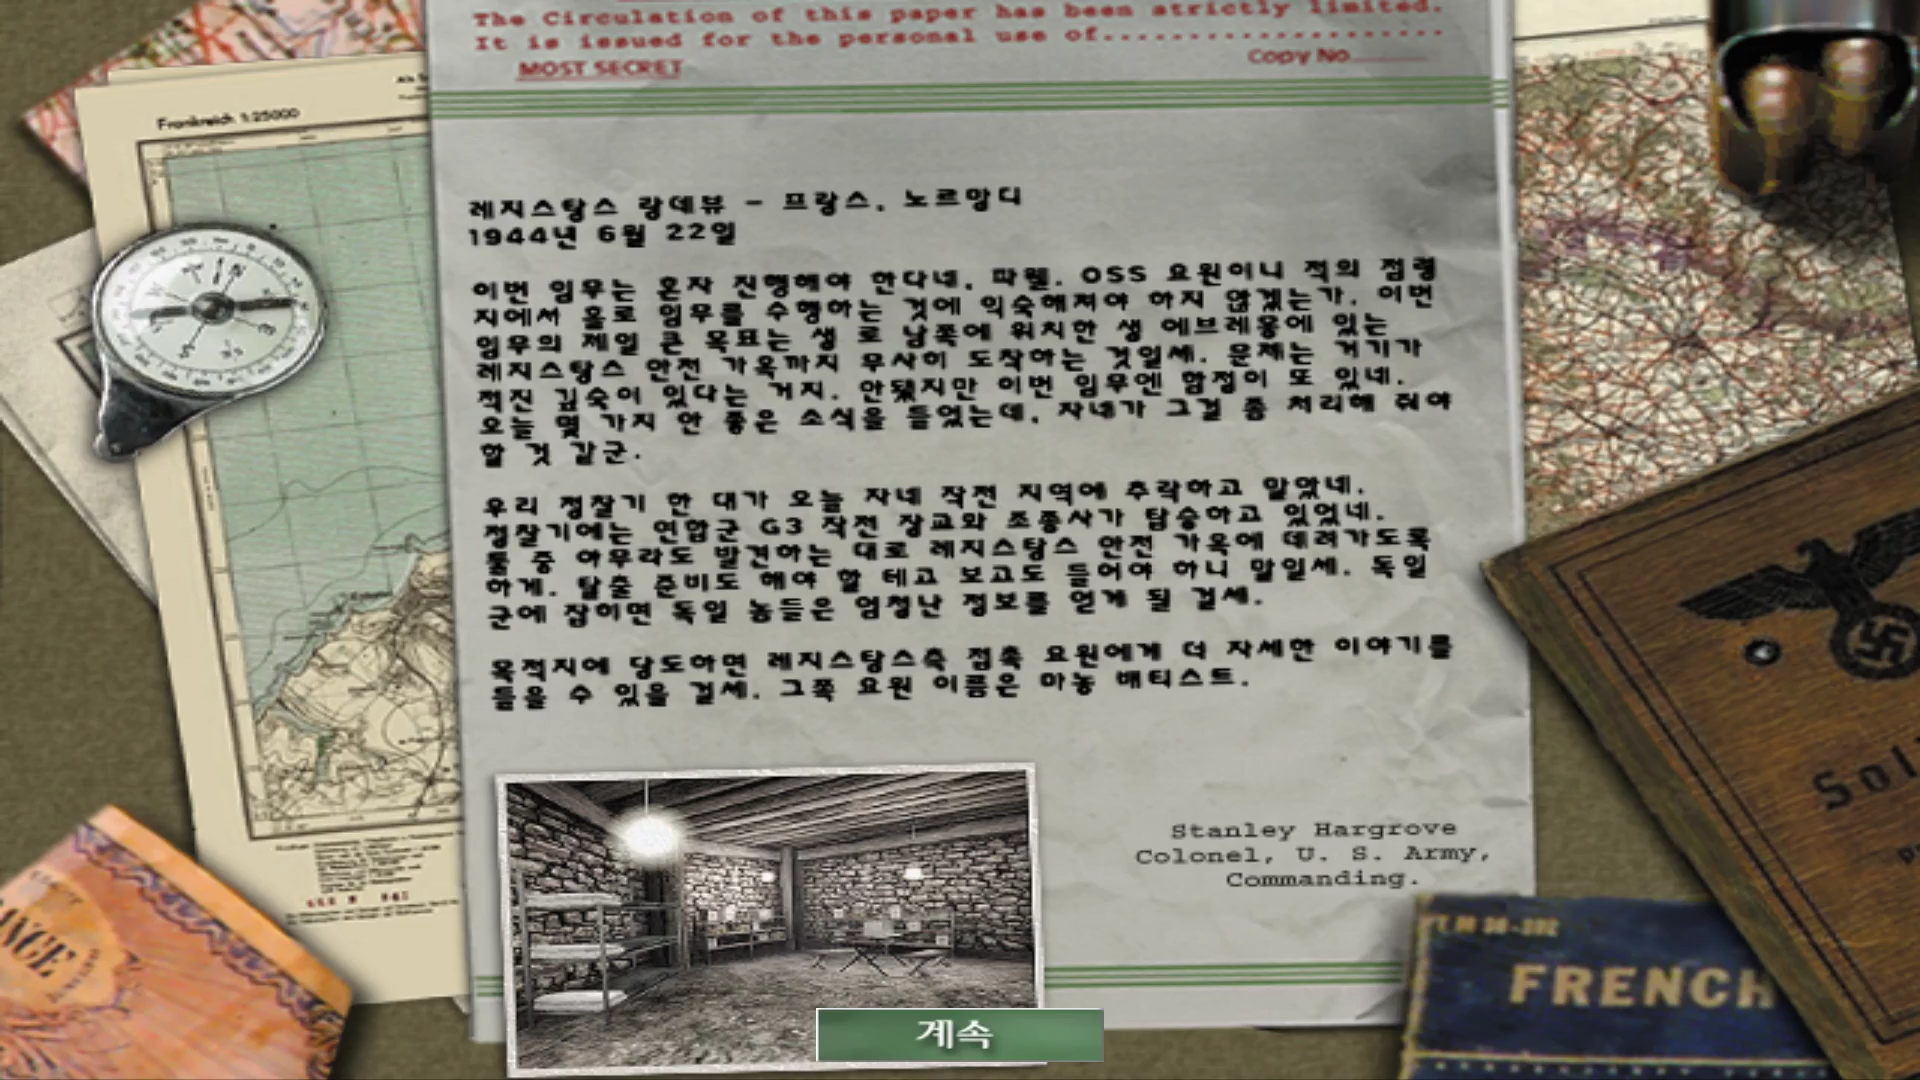 The Circulation of this paper has been strictly limited.
It is issued for the personal use of.....................
Copy No.........
MOST SECRET
Frankreich 1:25000
레지스탕스 랑데뷰 - 프랑스, 노르망디
1944년 6월 22일
이번 임무는 혼자 진행해야 한다네, 파웰. OSS 요원이니 적의 점령
지에서 홀로 임무를 수행하는 것에 익숙해져야 하지 않겠는가. 이번
임무의 제일 큰 목표는 생 로 남쪽에 위치한 생 에브레몽에 있는
레지스탕스 안전 가옥까지 무사히 도착하는 것일세. 문제는 거기가
적진 깊숙이 있다는 거지. 안됐지만 이번 임무엔 함정이 또 있네.
오늘 몇 가지 안 좋은 소식을 들었는데, 자네가 그걸 좀 처리해 줘야
할 것 같군.
우리 정찰기 한 대가 오늘 자네 작전 지역에 추락하고 말았네.
정찰기에는 연합군 G3 작전 장교와 조종사가 탑승하고 있었네.
둘 중 아무라도 발견하는 대로 레지스탕스 안전 가옥에 데려가도록
하게. 탈출 준비도 해야 할 테고 보고도 들어야 하니 말일세. 독일
군에 잡히면 독일 놈들은 엄청난 정보를 얻게 될 걸세.
목적지에 당도하면 레지스탕스측 접촉 요원에게 더 자세한 이야기를
들을 수 있을 걸세. 그쪽 요원 이름은 마농 배티스트.
Stanley Hargrove
Colonel, U. S. Army,
Commanding.
FRENCH
계속